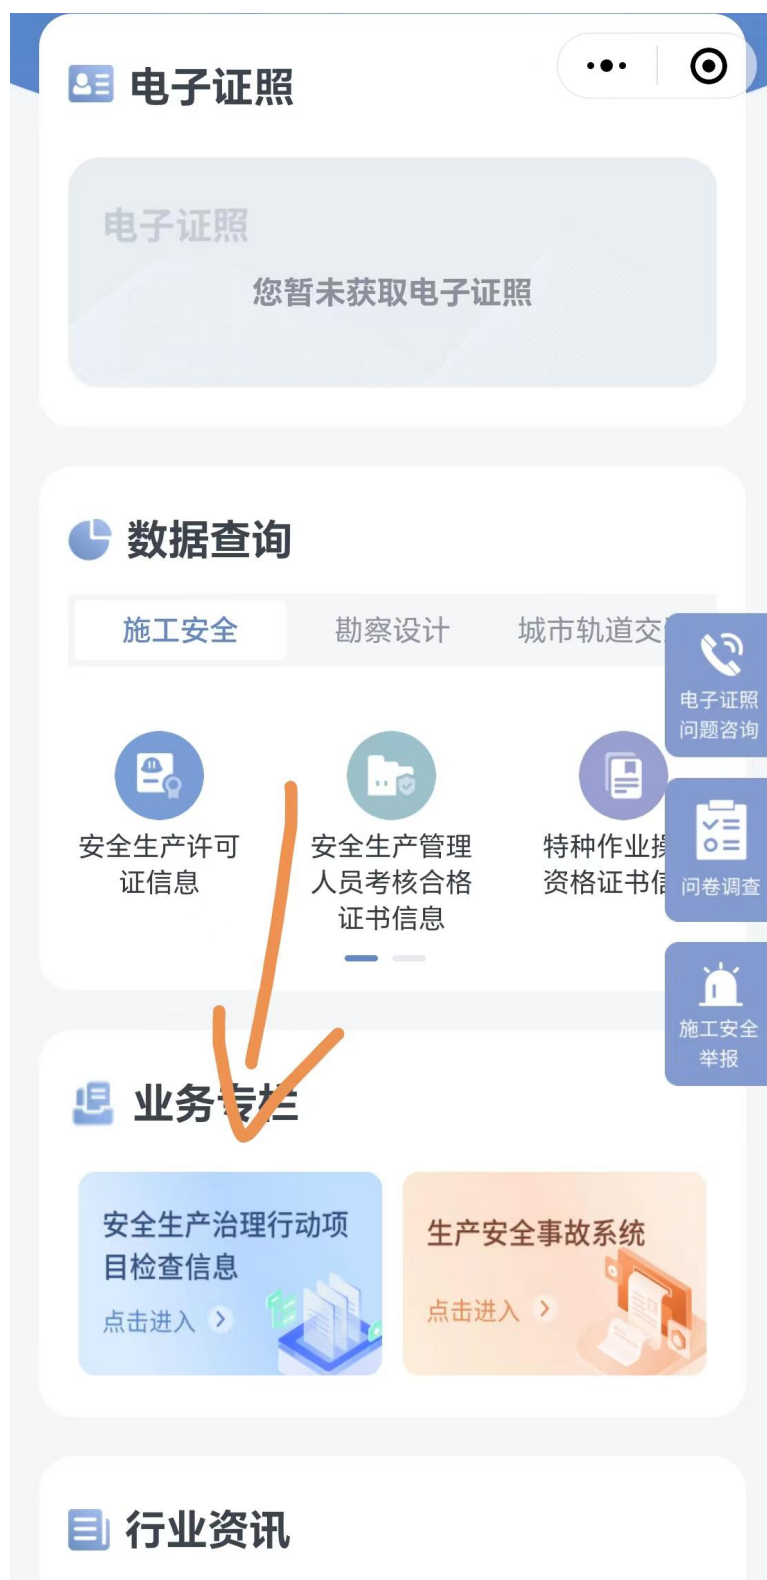 电子证照
电子证照
您暂未获取电子证照
数据查询
施工安全 勘察设计 城市轨道交
电子证照
问题咨询
安全生产许可
证信息
安全生产管理
人员考核合格
证书信息
特种作业操
资格证书信
问卷调查
施工安全
举报
业务专栏
安全生产治理行动项
目检查信息
点击进入
生产安全事故系统
点击进入
行业资讯